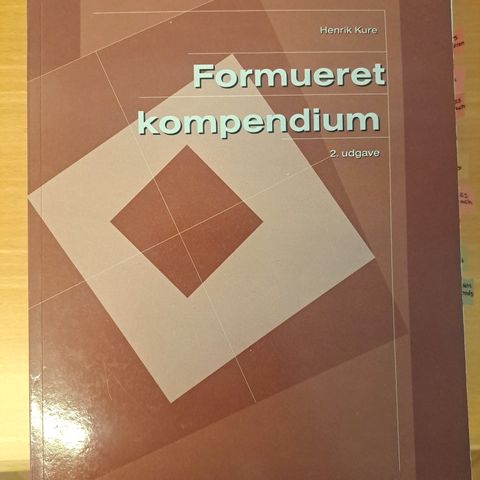 Henrik Kure
Formueret
kompendium
2. udgave